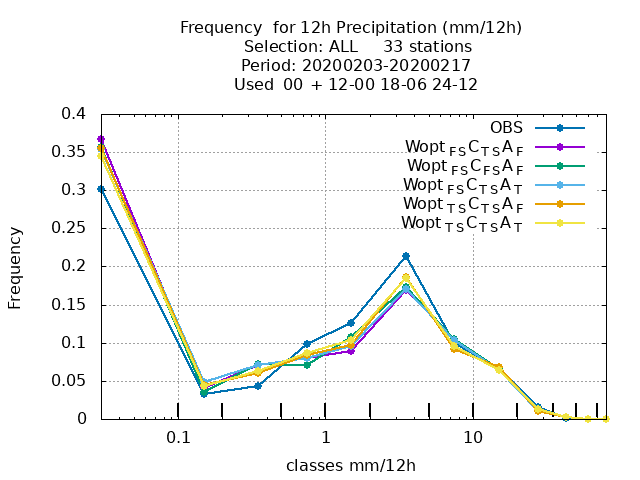 Frequency  for 12h Precipitation (mm/12h)
Selection: ALL     33 stations
Period: 20200203-20200217
Used  00  + 12-00 18-06 24-12
0.4
0.35
0.3
0.25
0.2
0.15
0.1
0.05
0
Frequency
OBS
Wopt FS C TS A F
Wopt FS C FS A F
Wopt FS C TS A T
Wopt TS C TS A F
Wopt TS C TS A T
0.1 1 10
classes mm/12h